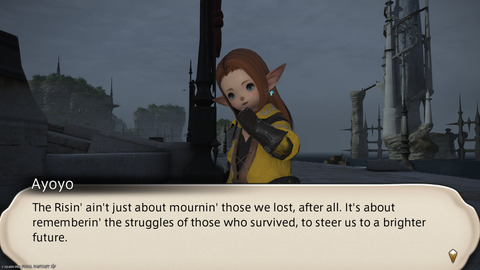 Ayoyo
The Risin' ain't just about mournin' those we lost, after all. It's about
rememberin' the struggles of those who survived, to steer us to a brighter
future.